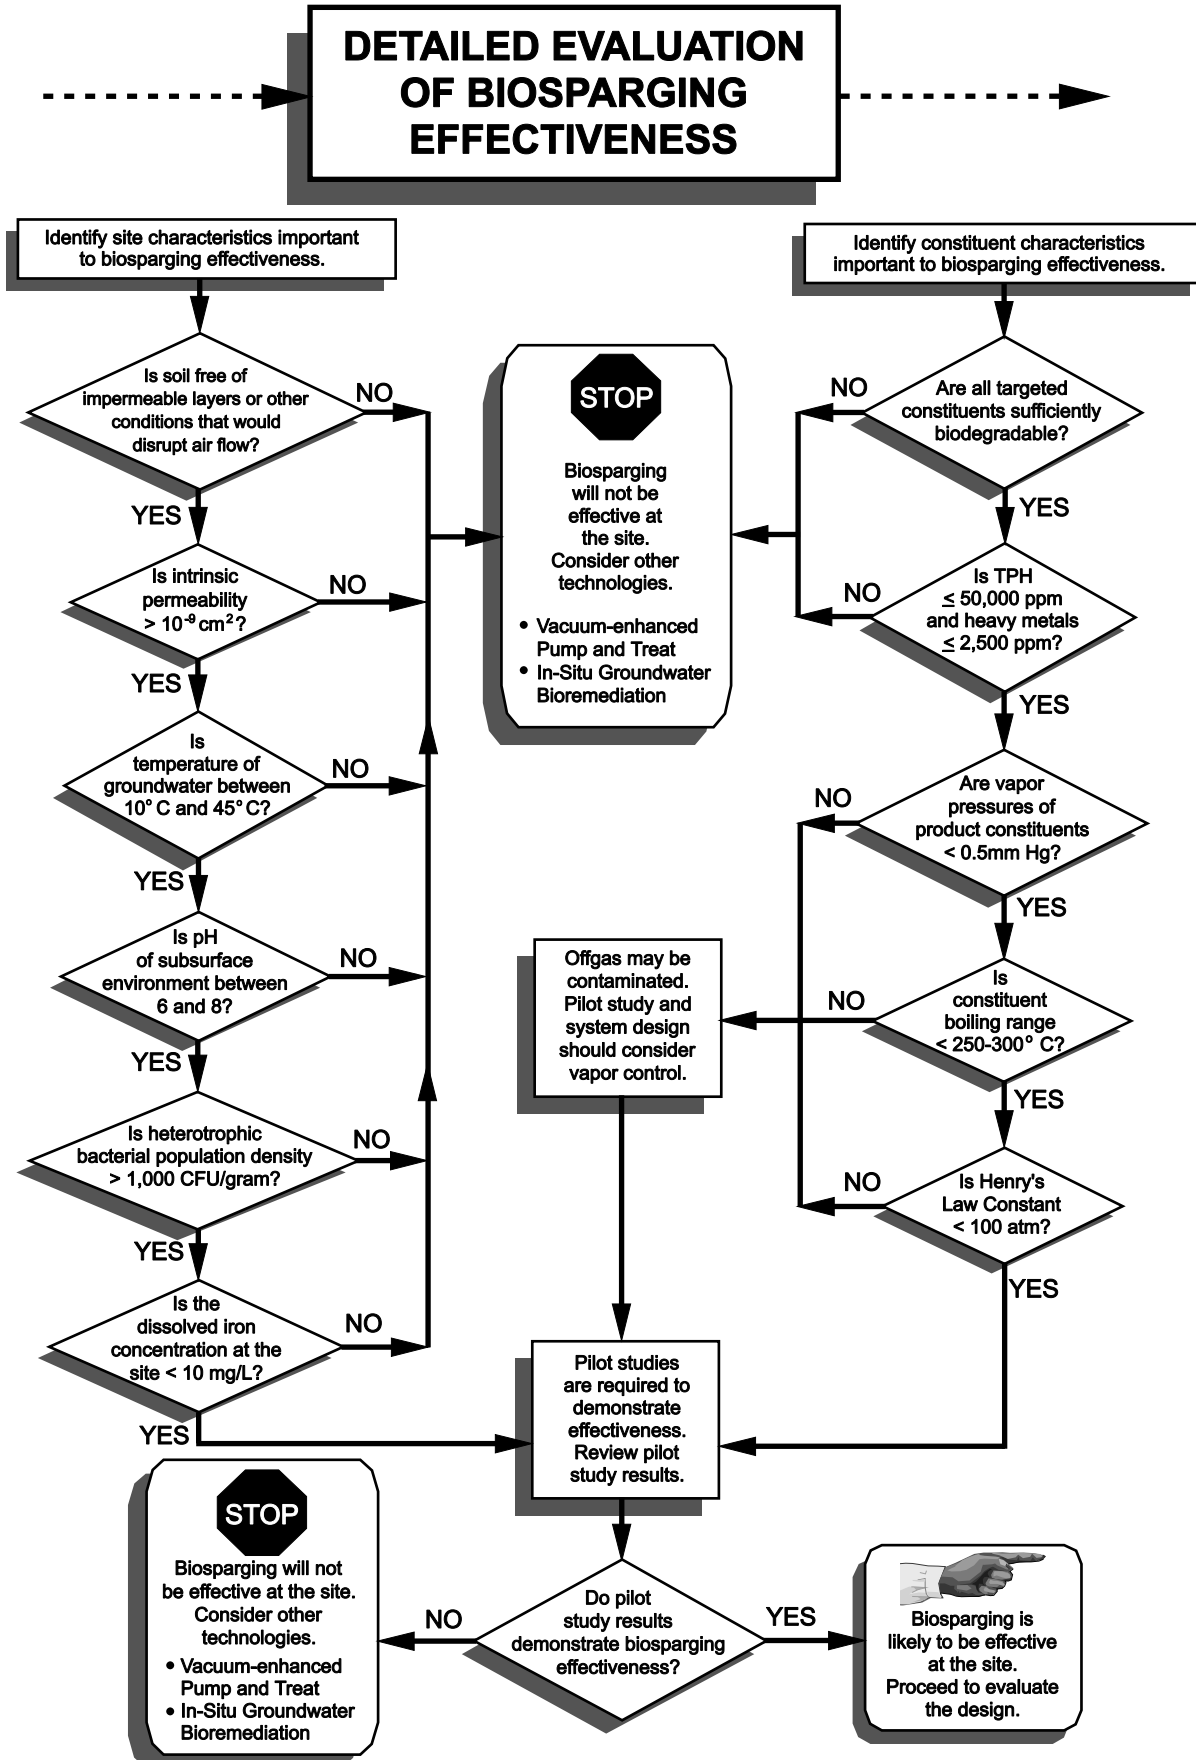 DETAILED EVALUATION
OF BIOSPARGING
EFFECTIVENESS
Identify site characteristics important
to biosparging effectiveness.
Is soil free of
impermeable layers or other
conditions that would
disrupt air flow?
NO
YES
Is intrinsic
permeability
> 10⁻⁹ cm²?
NO
YES
Is
temperature of
groundwater between
10° C and 45° C?
NO
YES
Is pH
of subsurface
environment between
6 and 8?
NO
YES
Is heterotrophic
bacterial population density
> 1,000 CFU/gram?
NO
YES
Is the
dissolved iron
concentration at the
site < 10 mg/L?
NO
YES
STOP
Biosparging
will not be
effective at
the site.
Consider other
technologies.
• Vacuum-enhanced
Pump and Treat
• In-Situ Groundwater
Bioremediation
Identify constituent characteristics
important to biosparging effectiveness.
Are all targeted
constituents sufficiently
biodegradable?
NO
YES
Is TPH
≤ 50,000 ppm
and heavy metals
≤ 2,500 ppm?
NO
YES
Are vapor
pressures of
product constituents
< 0.5mm Hg?
NO
YES
Is
constituent
boiling range
< 250-300° C?
NO
YES
Is Henry's
Law Constant
< 100 atm?
NO
YES
Offgas may be
contaminated.
Pilot study and
system design
should consider
vapor control.
Pilot studies
are required to
demonstrate
effectiveness.
Review pilot
study results.
Do pilot
study results
demonstrate biosparging
effectiveness?
NO
YES
STOP
Biosparging will not
be effective at the site.
Consider other
technologies.
• Vacuum-enhanced
Pump and Treat
• In-Situ Groundwater
Bioremediation
Biosparging is
likely to be effective
at the site.
Proceed to evaluate
the design.